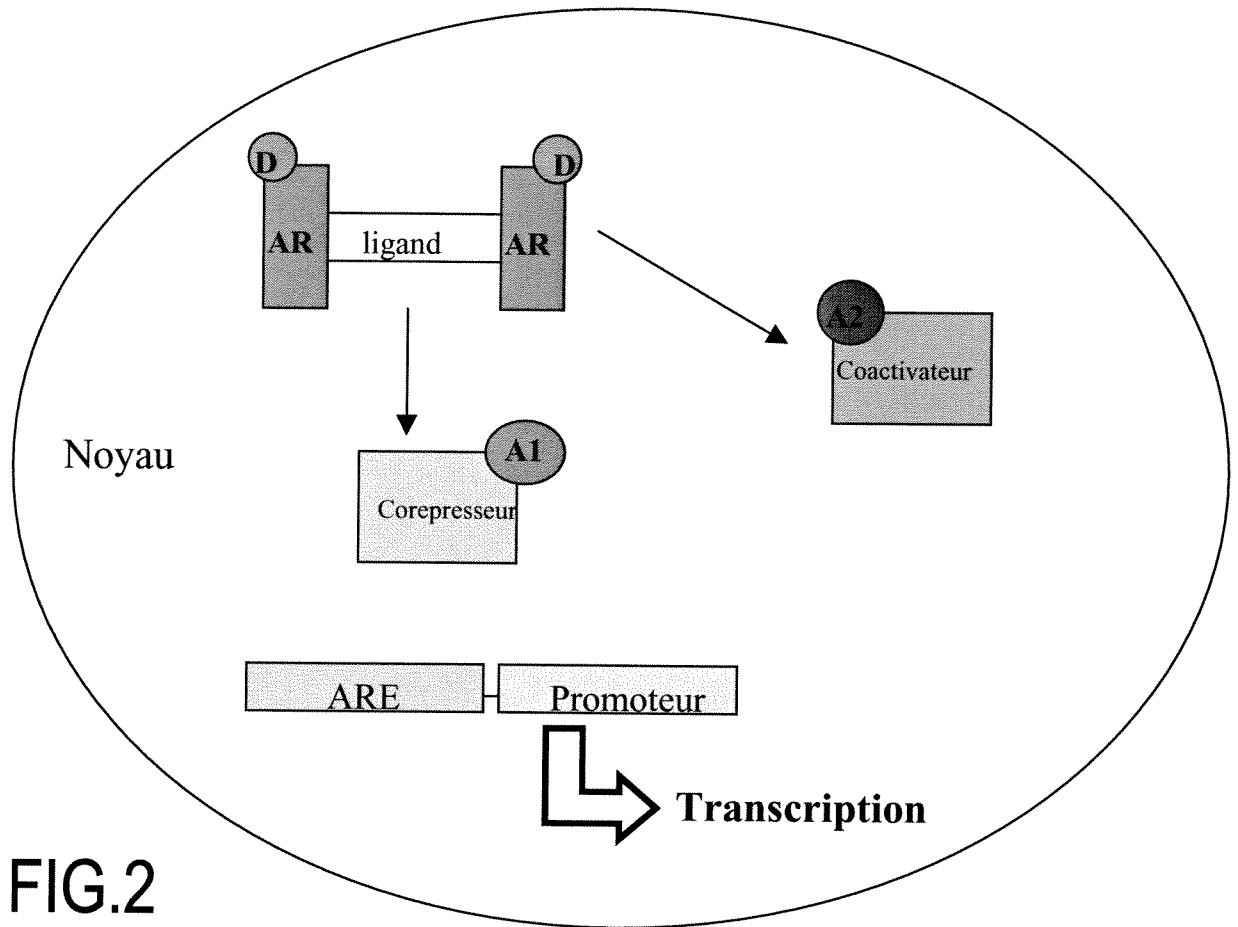 D D
AR ligand AR
A2
Coactivateur
Noyau
A1
Corepresseur
ARE Promoteur
Transcription
FIG.2